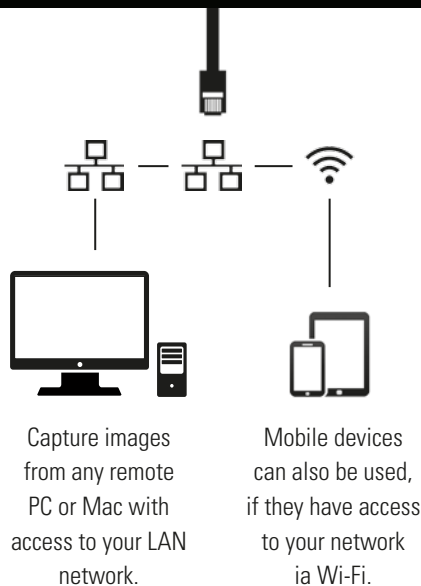 Capture images
from any remote
PC or Mac with
access to your LAN
network.
Mobile devices
can also be used,
if they have access
to your network
ia Wi-Fi.